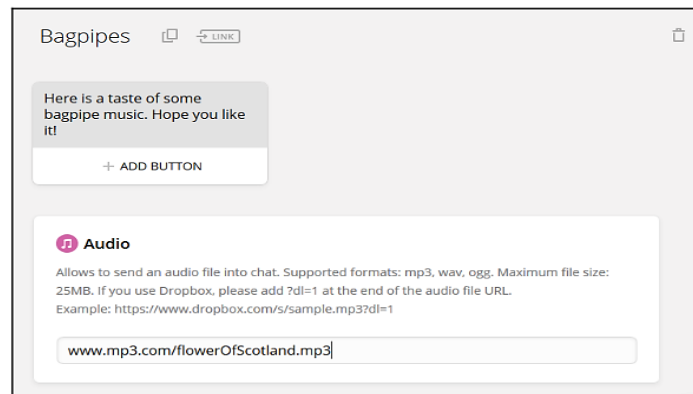 Bagpipes LINK
Here is a taste of some
bagpipe music. Hope you like
it!
+ ADD BUTTON
Audio
Allows to send an audio file into chat. Supported formats: mp3, wav, ogg. Maximum file size:
25MB. If you use Dropbox, please add ?dl=1 at the end of the audio file URL.
Example: https://www.dropbox.com/s/sample.mp3?dl=1
www.mp3.com/flowerOfScotland.mp3